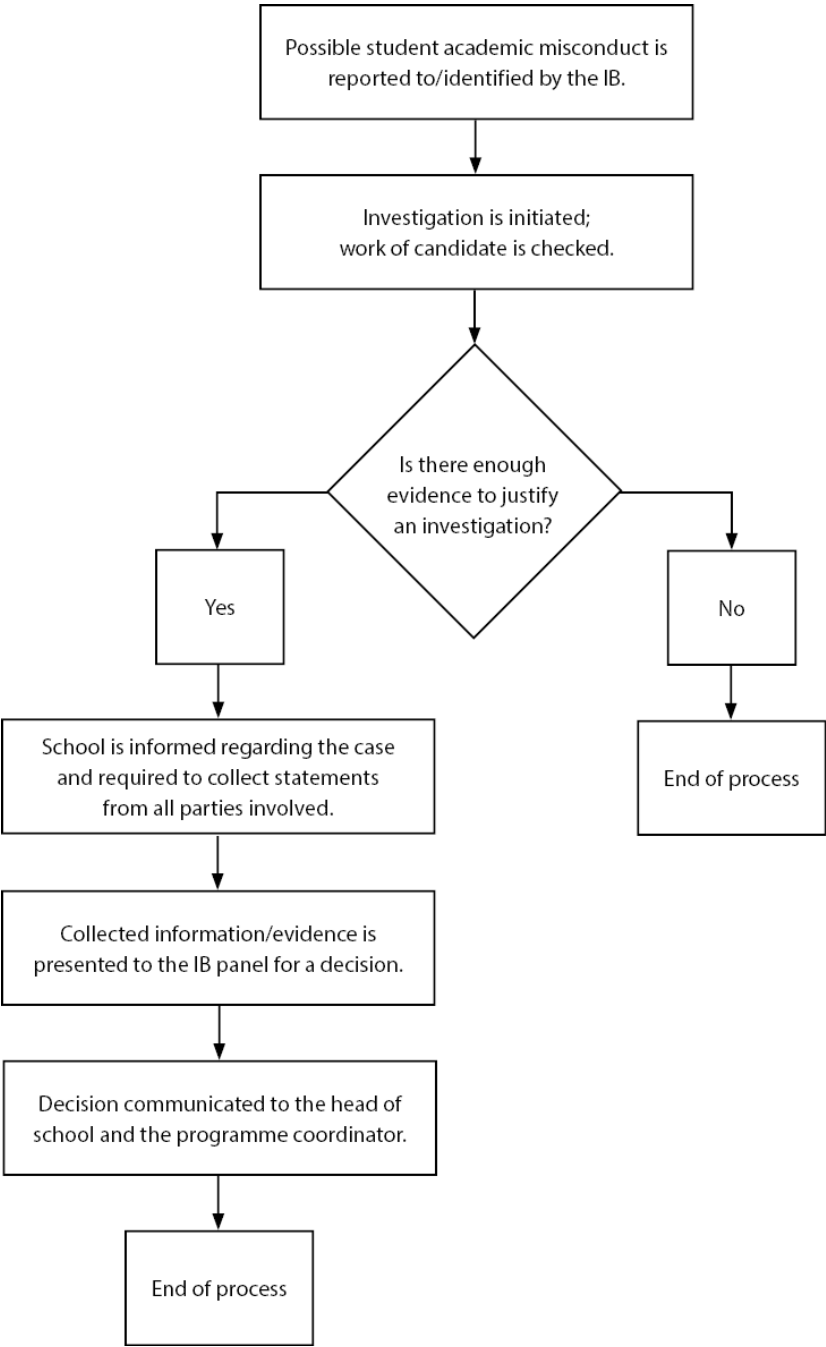 Possible student academic misconduct is
reported to/identified by the IB.
Investigation is initiated;
work of candidate is checked.
Is there enough
evidence to justify
an investigation?
Yes
No
School is informed regarding the case
and required to collect statements
from all parties involved.
End of process
Collected information/evidence is
presented to the IB panel for a decision.
Decision communicated to the head of
school and the programme coordinator.
End of process